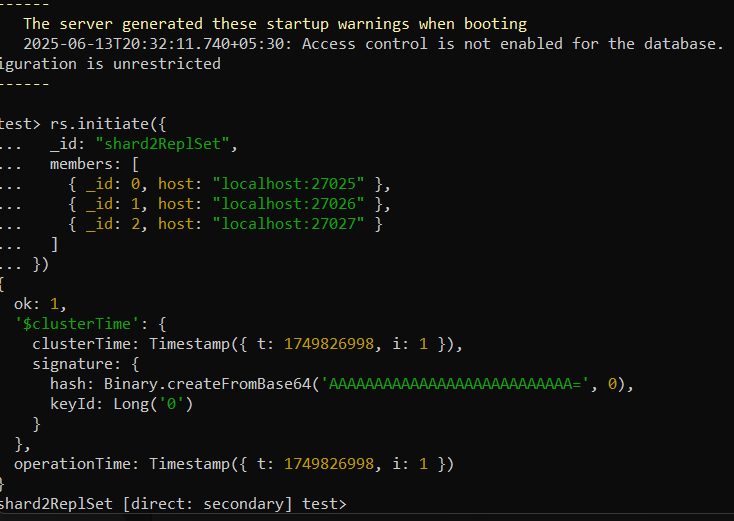 ------
The server generated these startup warnings when booting
2025-06-13T20:32:11.740+05:30: Access control is not enabled for the database.
iguration is unrestricted
------
test> rs.initiate({
... _id: "shard2ReplSet",
... members: [
... { _id: 0, host: "localhost:27025" },
... { _id: 1, host: "localhost:27026" },
... { _id: 2, host: "localhost:27027" }
... ]
... })
{
ok: 1,
'$clusterTime': {
clusterTime: Timestamp({ t: 1749826998, i: 1 }),
signature: {
hash: Binary.createFromBase64('AAAAAAAAAAAAAAAAAAAAAAAAAAA=', 0),
keyId: Long('0')
}
},
operationTime: Timestamp({ t: 1749826998, i: 1 })
}
shard2ReplSet [direct: secondary] test>